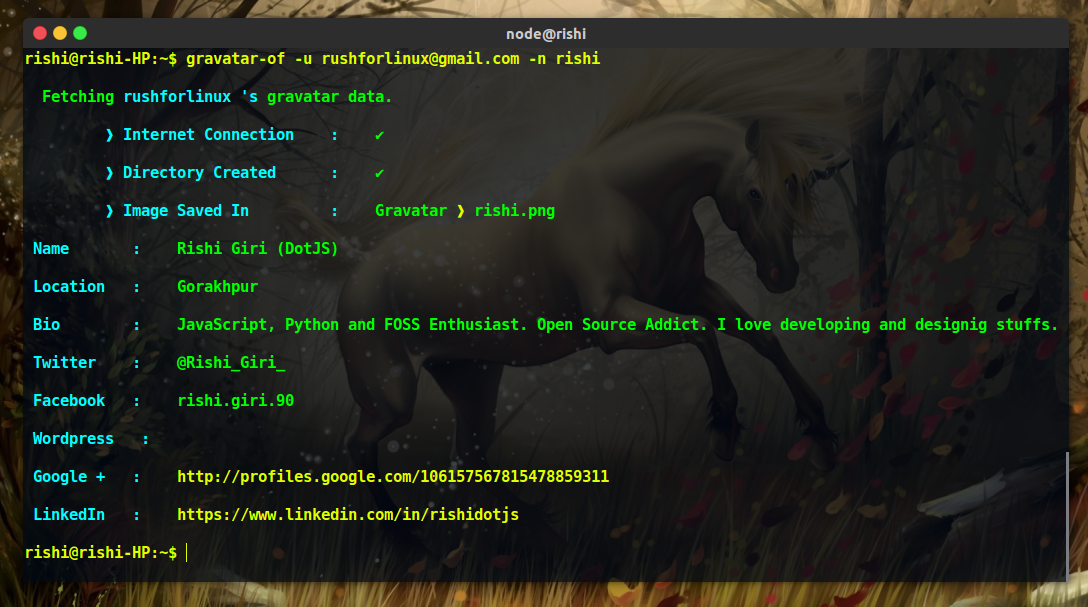 node@rishi
rishi@rishi-HP:~$ gravatar-of -u rushforlinux@gmail.com -n rishi
Fetching rushforlinux 's gravatar data.
❱ Internet Connection : ✔
❱ Directory Created : ✔
❱ Image Saved In : Gravatar ❱ rishi.png
Name : Rishi Giri (DotJS)
Location : Gorakhpur
Bio : JavaScript, Python and FOSS Enthusiast. Open Source Addict. I love developing and designig stuffs.
Twitter : @Rishi_Giri_
Facebook : rishi.giri.90
Wordpress :
Google + : http://profiles.google.com/106157567815478859311
LinkedIn : https://www.linkedin.com/in/rishidotjs
rishi@rishi-HP:~$